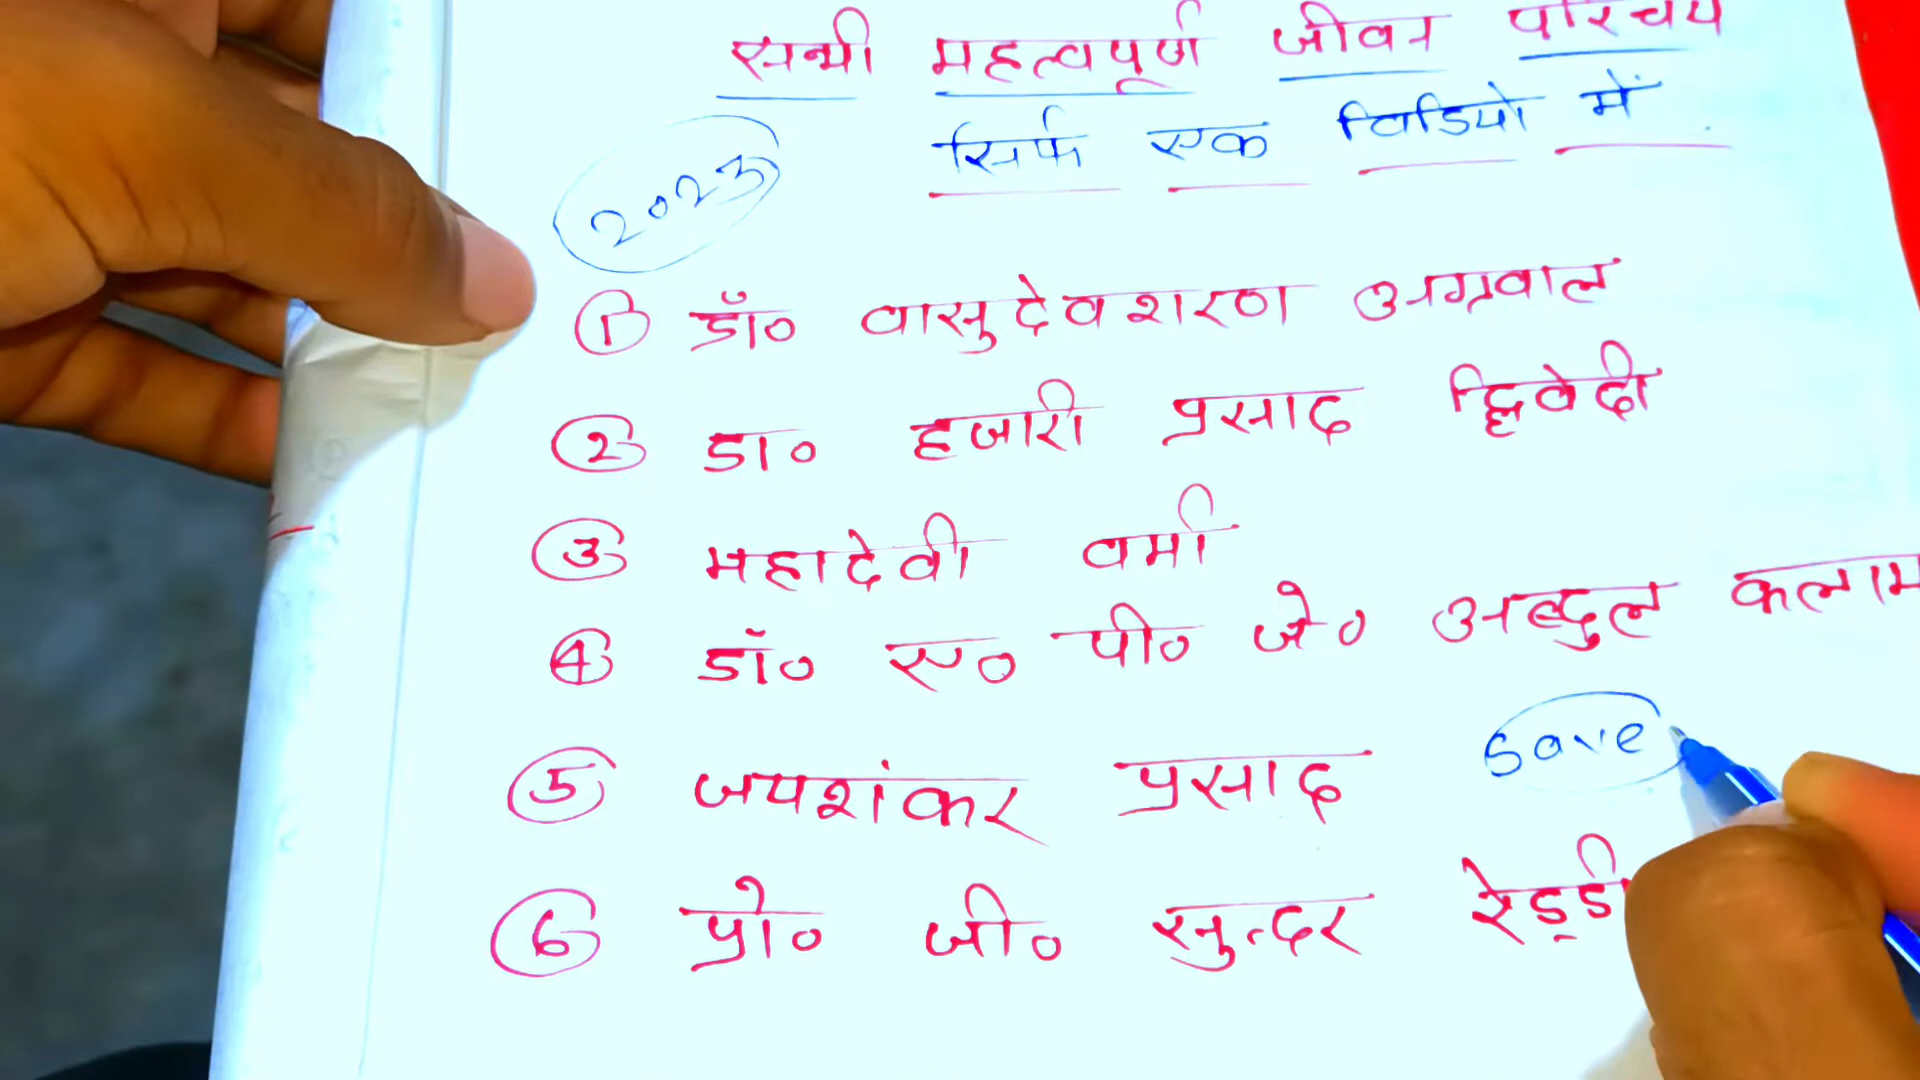 सभी महत्वपूर्ण जीवन परिचय
सिर्फ एक विडियो में
2023
① डॉ० वासुदेवशरण अग्रवाल
② डा० हजारी प्रसाद द्विवेदी
③ महादेवी वर्मा
④ डॉ० ए० पी० जे० अब्दुल कलाम
⑤ जयशंकर प्रसाद
Save
⑥ प्रो० जी० सुन्दर रेड्डी